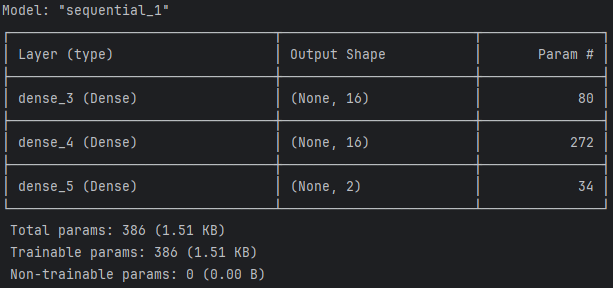 Model: "sequential_1"
Layer (type) Output Shape Param #
dense_3 (Dense) (None, 16) 80
dense_4 (Dense) (None, 16) 272
dense_5 (Dense) (None, 2) 34
Total params: 386 (1.51 KB)
Trainable params: 386 (1.51 KB)
Non-trainable params: 0 (0.00 B)